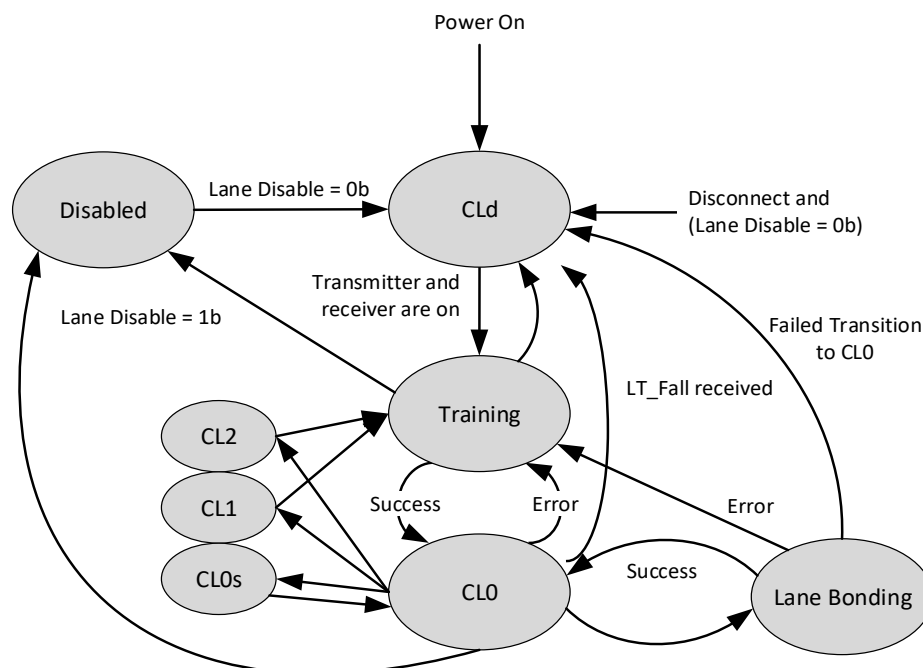 Power On
Disabled
Lane Disable = 0b
CLd
Disconnect and
(Lane Disable = 0b)
Transmitter and
receiver are on
Lane Disable = 1b
Failed Transition
to CL0
LT_Fall received
Training
CL2
CL1
CL0s
Success
Error
Error
Success
CL0
Lane Bonding